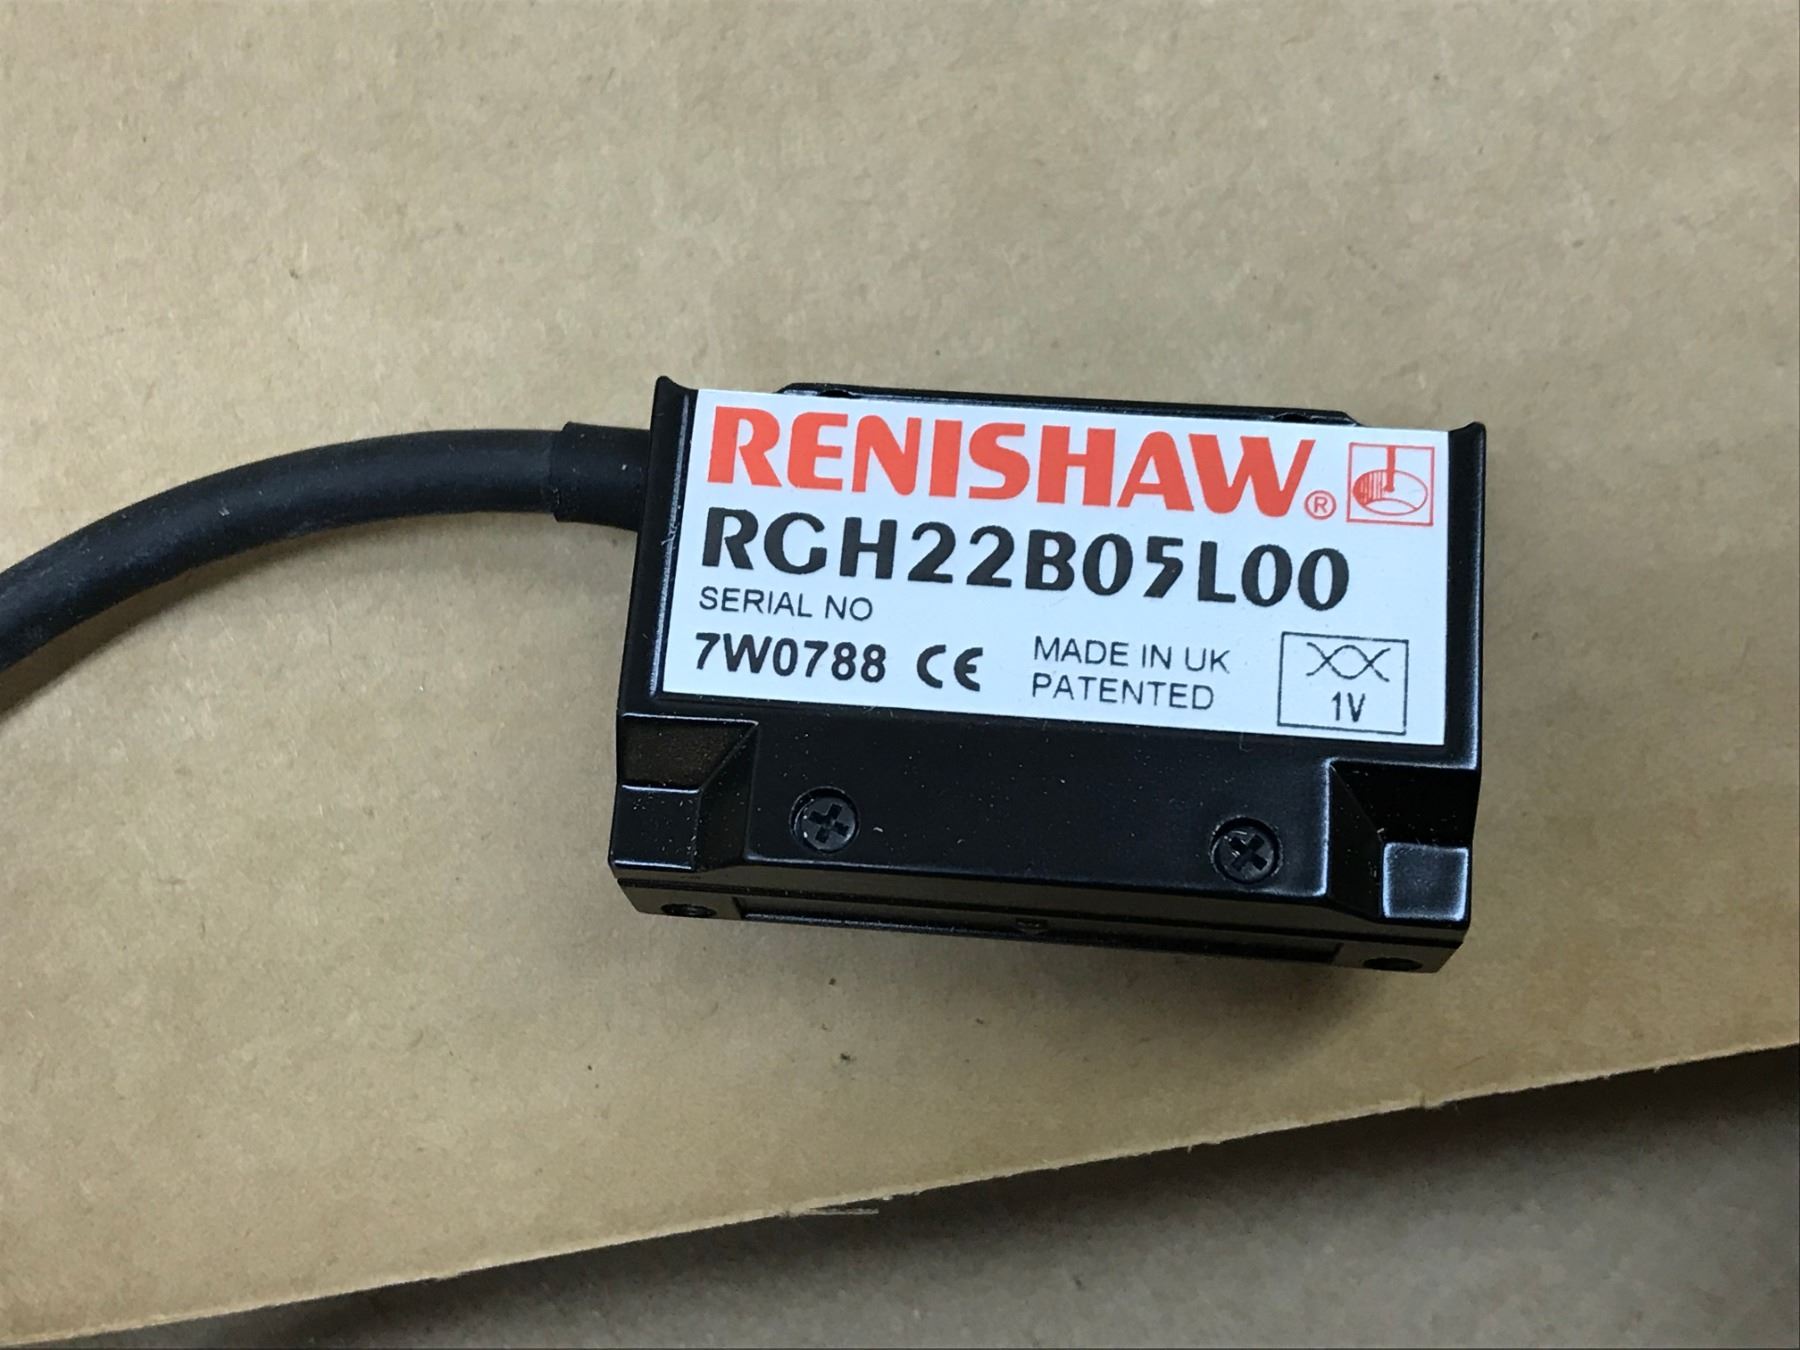 RENISHAW®
RGH22B05L00
SERIAL NO
7W0788 CE
MADE IN UK
PATENTED
1V